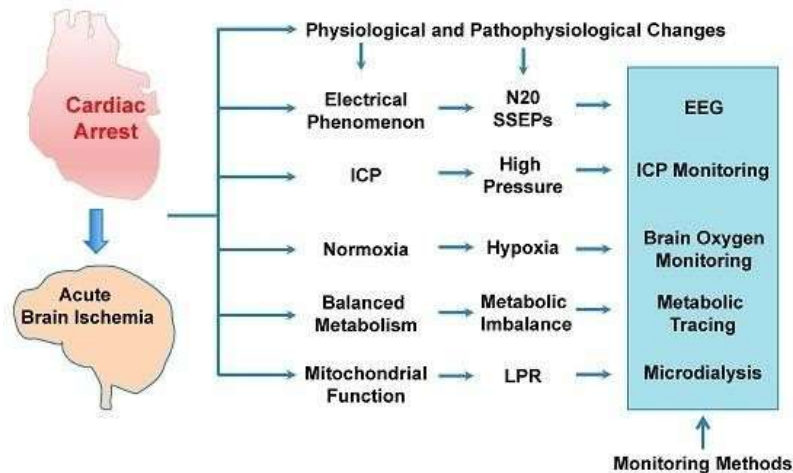 Physiological and Pathophysiological Changes
Cardiac
Arrest
Electrical
Phenomenon
N20
SSEPs
EEG
ICP
High
Pressure
ICP Monitoring
Normoxia
Hypoxia
Brain Oxygen
Monitoring
Acute
Brain Ischemia
Balanced
Metabolism
Metabolic
Imbalance
Metabolic
Tracing
Mitochondrial
Function
LPR
Microdialysis
Monitoring Methods